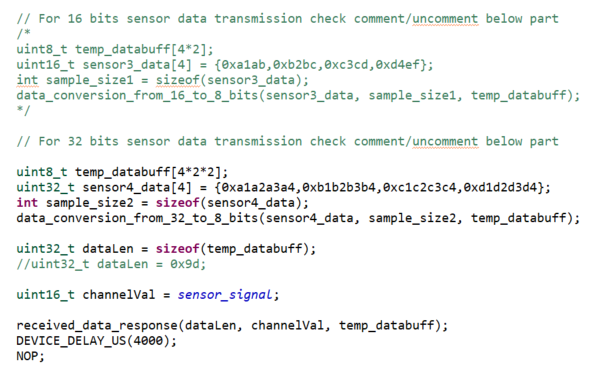 // For 16 bits sensor data transmission check comment/uncomment below part
/*
uint8_t temp_databuff[4*2];
uint16_t sensor3_data[4] = {0xa1ab,0xb2bc,0xc3cd,0xd4ef};
int sample_size1 = sizeof(sensor3_data);
data_conversion_from_16_to_8_bits(sensor3_data, sample_size1, temp_databuff);
*/
// For 32 bits sensor data transmission check comment/uncomment below part
uint8_t temp_databuff[4*2*2];
uint32_t sensor4_data[4] = {0xa1a2a3a4,0xb1b2b3b4,0xc1c2c3c4,0xd1d2d3d4};
int sample_size2 = sizeof(sensor4_data);
data_conversion_from_32_to_8_bits(sensor4_data, sample_size2, temp_databuff);
uint32_t dataLen = sizeof(temp_databuff);
//uint32_t dataLen = 0x9d;
uint16_t channelVal = sensor_signal;
received_data_response(dataLen, channelVal, temp_databuff);
DEVICE_DELAY_US(4000);
NOP;